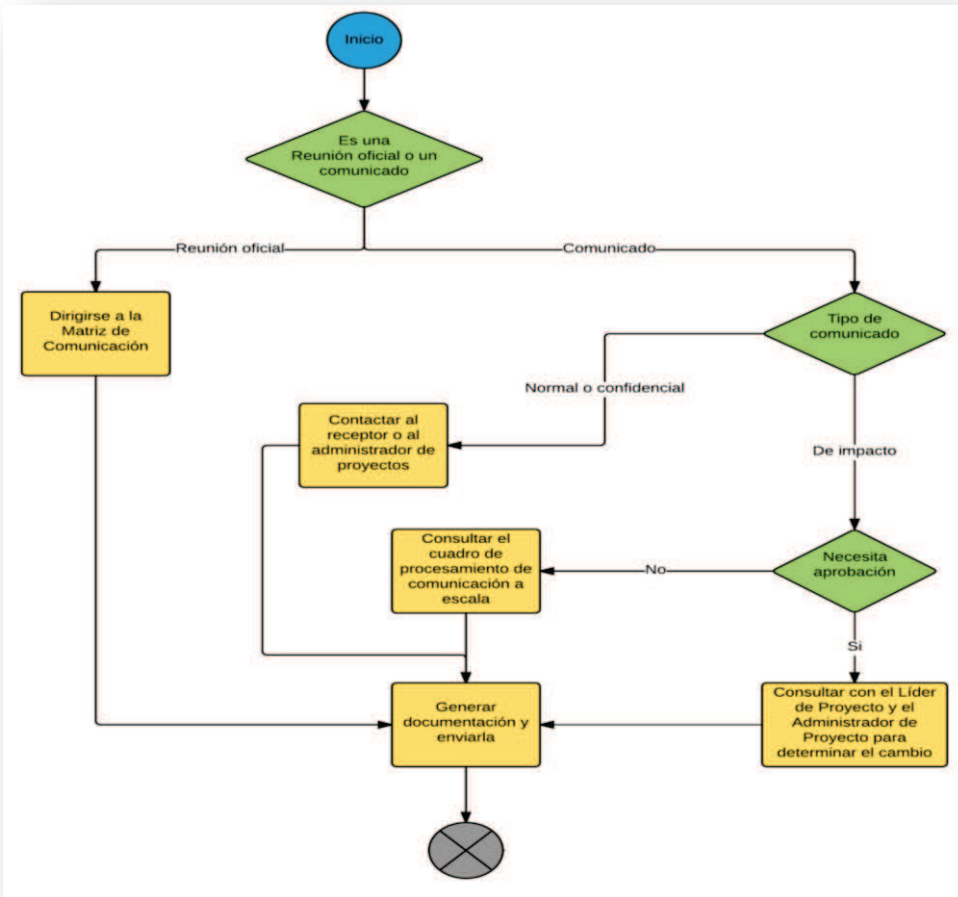 Inicio
Es una
Reunión oficial o un
comunicado
Reunión oficial
Comunicado
Dirigirse a la
Matriz de
Comunicación
Tipo de
comunicado
Normal o confidencial
Contactar al
receptor o al
administrador de
proyectos
De impacto
Consultar el
cuadro de
procesamiento de
comunicación a
escala
No
Necesita
aprobación
Si
Generar
documentación y
enviarla
Consultar con el Líder
de Proyecto y el
Administrador de
Proyecto para
determinar el cambio